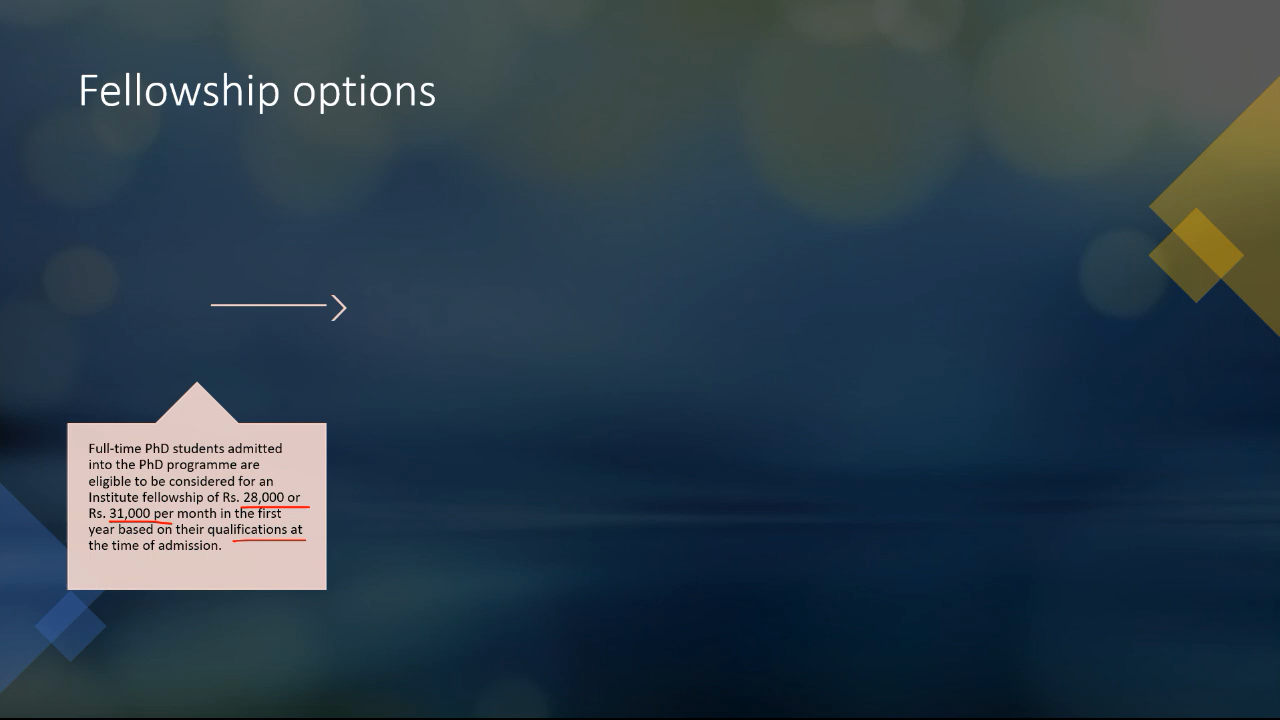 Fellowship options
Full-time PhD students admitted
into the PhD programme are
eligible to be considered for an
Institute fellowship of Rs. 28,000 or
Rs. 31,000 per month in the first
year based on their qualifications at
the time of admission.